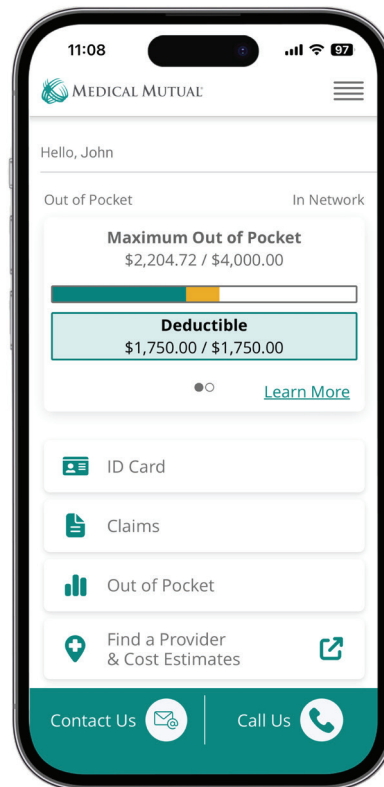 11:08
97
MEDICAL MUTUAL
Hello, John
Out of Pocket
In Network
Maximum Out of Pocket
$2,204.72 / $4,000.00
Deductible
$1,750.00 / $1,750.00
Learn More
ID Card
Claims
Out of Pocket
Find a Provider
& Cost Estimates
Contact Us
Call Us